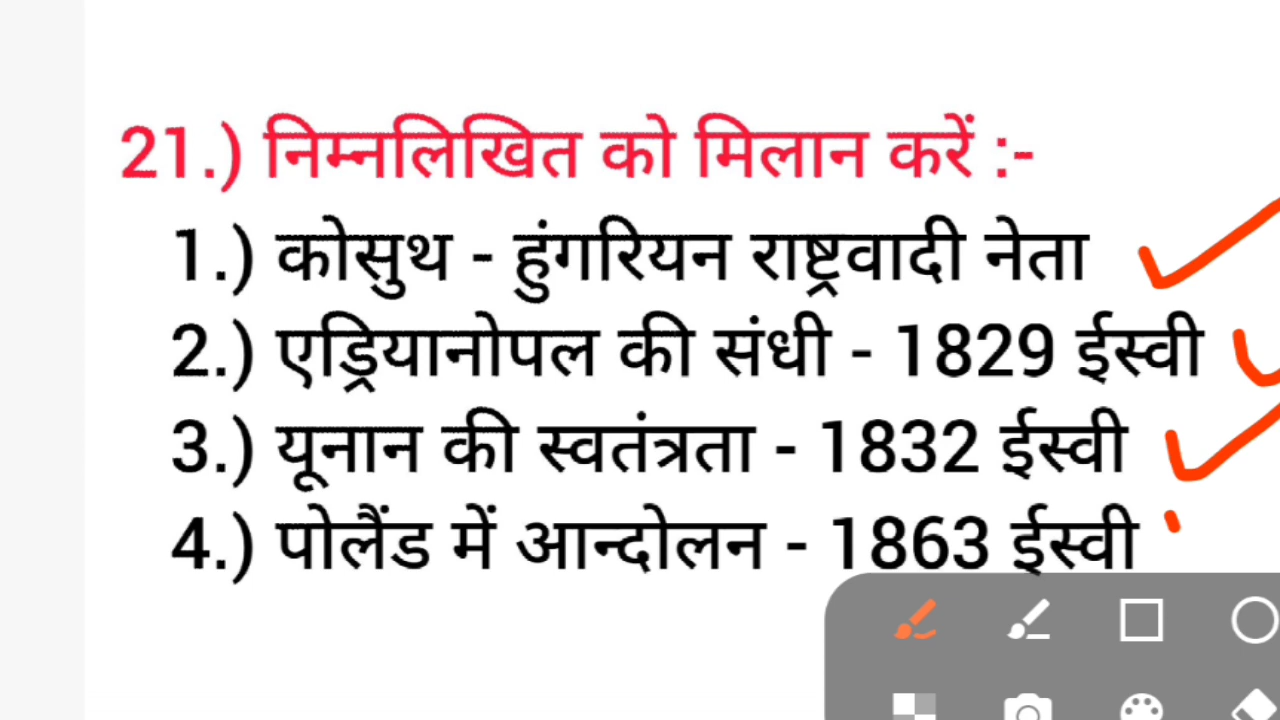 21.) निम्नलिखित को मिलान करें :-
1.) कोसुथ - हुंगरियन राष्ट्रवादी नेता
2.) एड्रियानोपल की संधी - 1829 ईस्वी
3.) यूनान की स्वतंत्रता - 1832 ईस्वी
4.) पोलैंड में आन्दोलन - 1863 ईस्वी